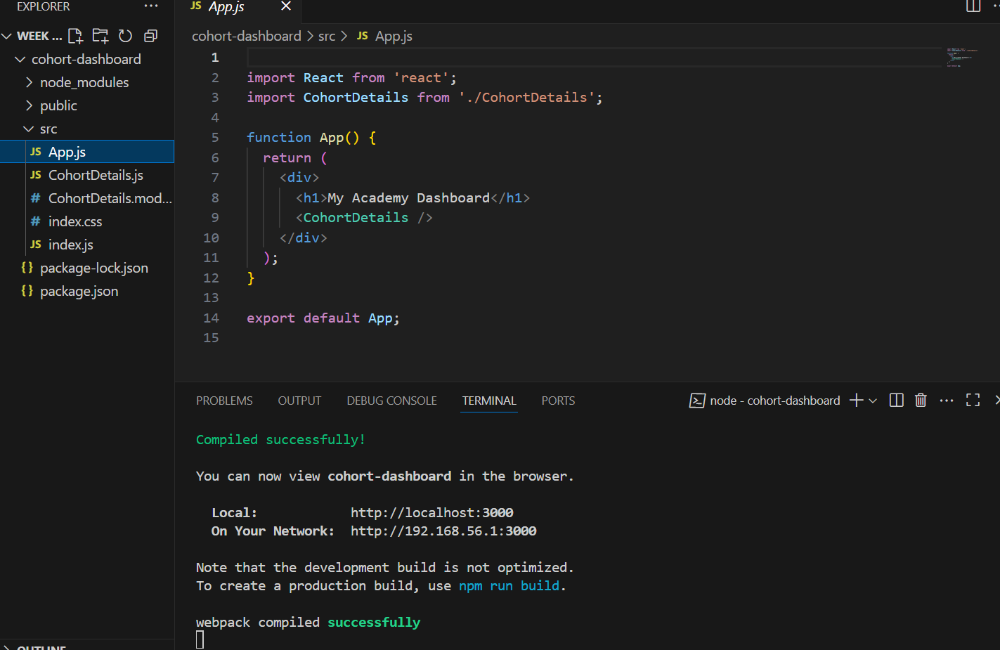 EXPLORER
WEEK ...
cohort-dashboard
node_modules
public
src
JS App.js
JS CohortDetails.js
# CohortDetails.mod...
# index.css
JS index.js
{} package-lock.json
{} package.json
OUTLINE
JS App.js
cohort-dashboard > src > JS App.js
1
2 import React from 'react';
3 import CohortDetails from './CohortDetails';
4
5 function App() {
6 return (
7 <div>
8 <h1>My Academy Dashboard</h1>
9 <CohortDetails />
10 </div>
11 );
12 }
13
14 export default App;
15
PROBLEMS OUTPUT DEBUG CONSOLE TERMINAL PORTS node - cohort-dashboard
Compiled successfully!
You can now view cohort-dashboard in the browser.
Local: http://localhost:3000
On Your Network: http://192.168.56.1:3000
Note that the development build is not optimized.
To create a production build, use npm run build.
webpack compiled successfully